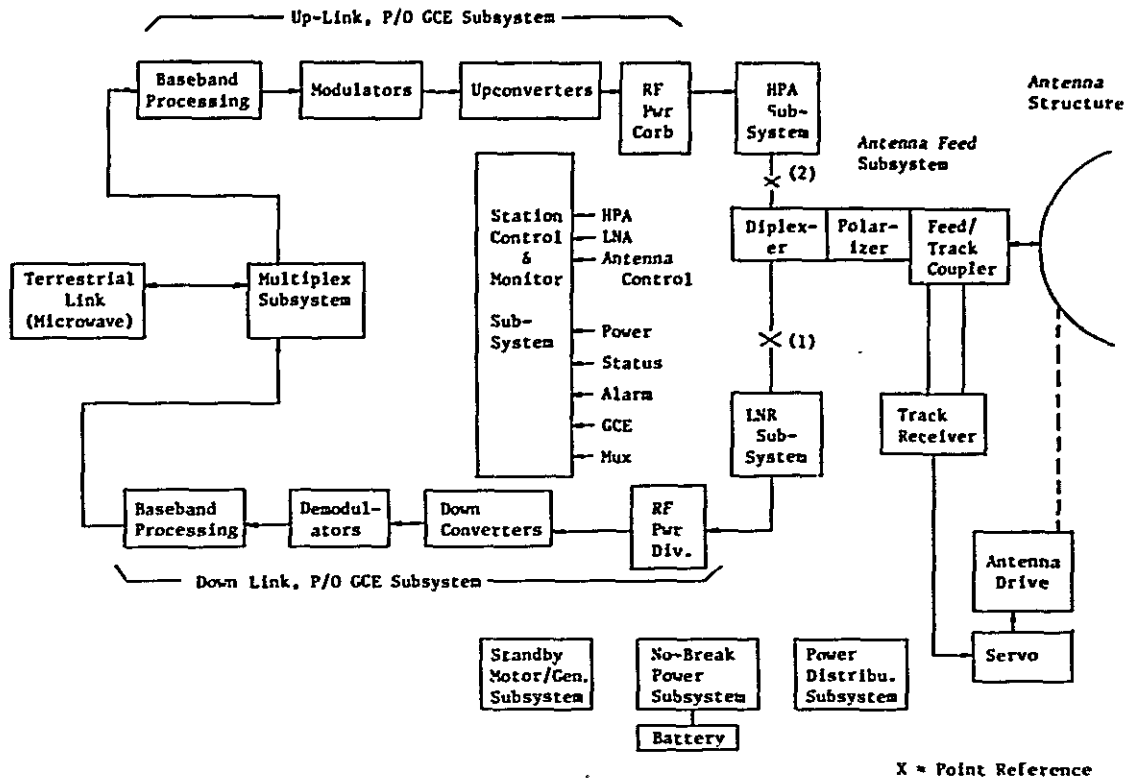 Up-Link, P/O GCE Subsystem
Baseband
Processing
Modulators
Upconverters
RF
Pwr
Corb
HPA
Sub-
System
Antenna
Structure
Antenna Feed
Subsystem
(2)
Station
Control
&
Monitor
Sub-
System
HPA
LNA
Antenna
Control
Power
Status
Alarm
GCE
Mux
Diplex-
er
Polar-
izer
Feed/
Track
Coupler
Terrestrial
Link
(Microwave)
Multiplex
Subsystem
(1)
LNR
Sub-
System
Track
Receiver
Baseband
Processing
Demodul-
ators
Down
Converters
RF
Pwr
Div.
Down Link, P/O GCE Subsystem
Antenna
Drive
Servo
Standby
Motor/Gen.
Subsystem
No-Break
Power
Subsystem
Battery
Power
Distribu.
Subsystem
X = Point Reference